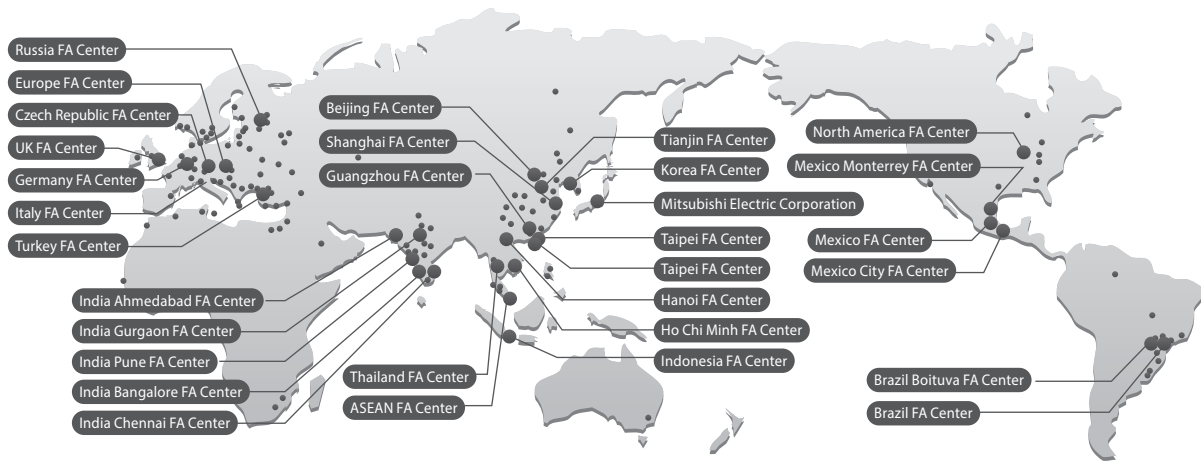 Russia FA Center
Europe FA Center
Czech Republic FA Center
UK FA Center
Germany FA Center
Italy FA Center
Turkey FA Center
Beijing FA Center
Shanghai FA Center
Guangzhou FA Center
Tianjin FA Center
Korea FA Center
Mitsubishi Electric Corporation
Taipei FA Center
Taipei FA Center
Hanoi FA Center
Ho Chi Minh FA Center
Indonesia FA Center
North America FA Center
Mexico Monterrey FA Center
Mexico FA Center
Mexico City FA Center
India Ahmedabad FA Center
India Gurgaon FA Center
India Pune FA Center
India Bangalore FA Center
India Chennai FA Center
Thailand FA Center
ASEAN FA Center
Brazil Boituva FA Center
Brazil FA Center